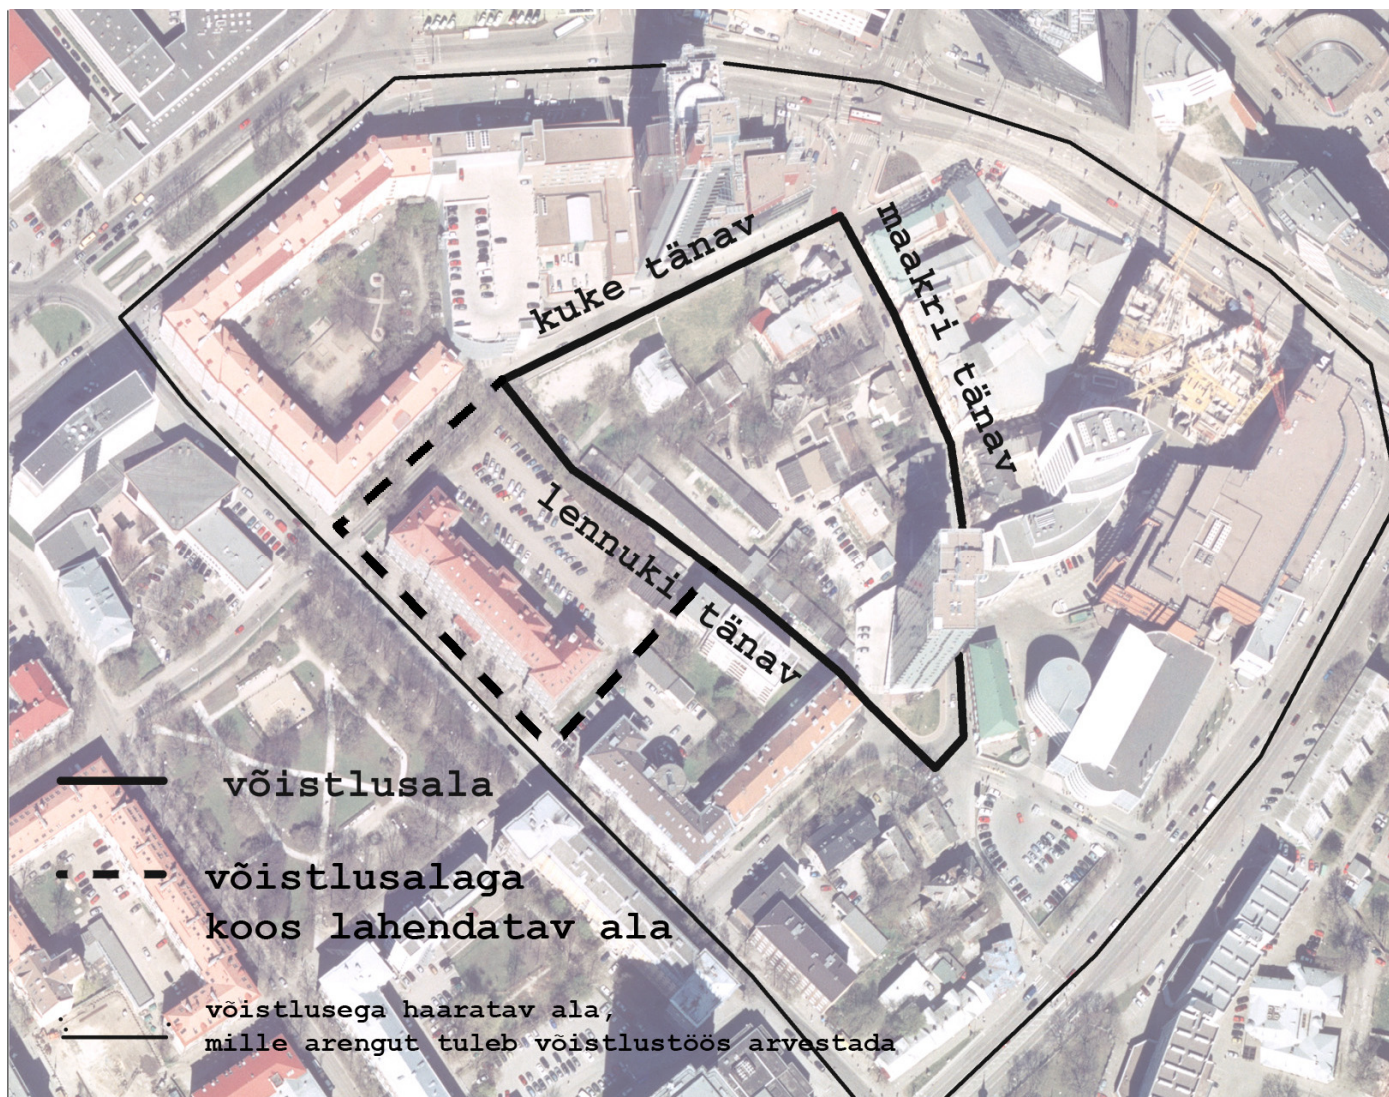 kuke tänav
maakri tänav
lennuki tänav
võistlusala
võistlusalaga
koos lahendatav ala
võistlusega haaratav ala,
mille arengut tuleb võistlustöös arvestada